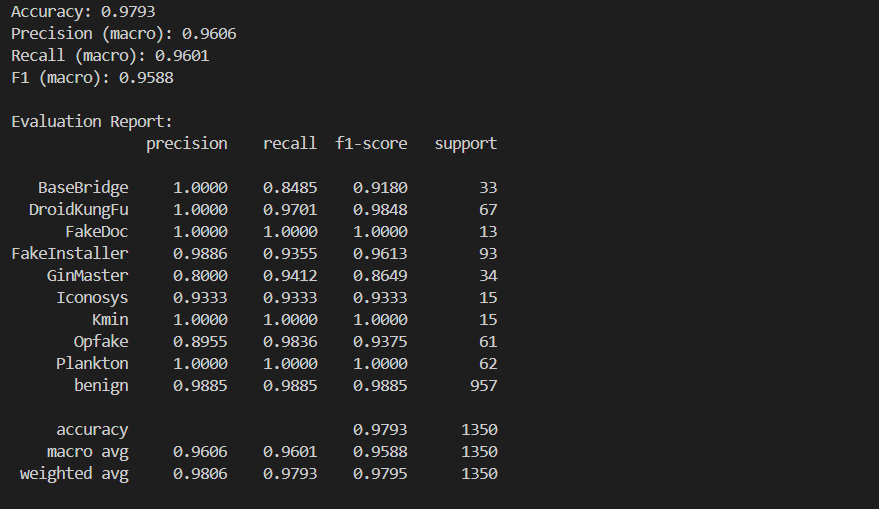 Accuracy: 0.9793
Precision (macro): 0.9606
Recall (macro): 0.9601
F1 (macro): 0.9588

Evaluation Report:
              precision    recall  f1-score   support

  BaseBridge     1.0000    0.8485    0.9180        33
 DroidKungFu     1.0000    0.9701    0.9848        67
     FakeDoc     1.0000    1.0000    1.0000        13
FakeInstaller     0.9886    0.9355    0.9613        93
   GinMaster     0.8000    0.9412    0.8649        34
    Iconosys     0.9333    0.9333    0.9333        15
        Kmin     1.0000    1.0000    1.0000        15
      Opfake     0.8955    0.9836    0.9375        61
    Plankton     1.0000    1.0000    1.0000        62
      benign     0.9885    0.9885    0.9885       957

    accuracy                         0.9793      1350
   macro avg     0.9606    0.9601    0.9588      1350
weighted avg     0.9806    0.9793    0.9795      1350